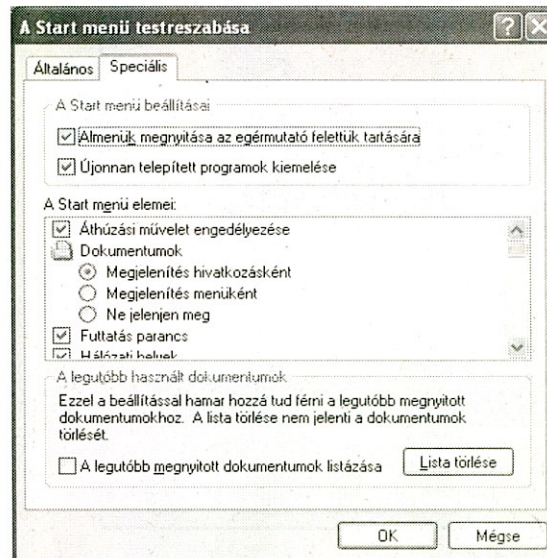 A Start menü testreszabása
Általános Speciális
A Start menü beállításai
Almenük megnyitása az egérmutató felettük tartására
Újonnan telepített programok kiemelése
A Start menü elemei:
Áthúzási művelet engedélyezése
Dokumentumok
Megjelenítés hivatkozásként
Megjelenítés menüként
Ne jelenjen meg
Futtatás parancs
Hálózati helyek
A legutóbb használt dokumentumok
Ezzel a beállítással hamar hozzá tud férni a legutóbb megnyitott
dokumentumokhoz. A lista törlése nem jelenti a dokumentumok
törlését.
A legutóbb megnyitott dokumentumok listázása Lista törlése
OK Mégse